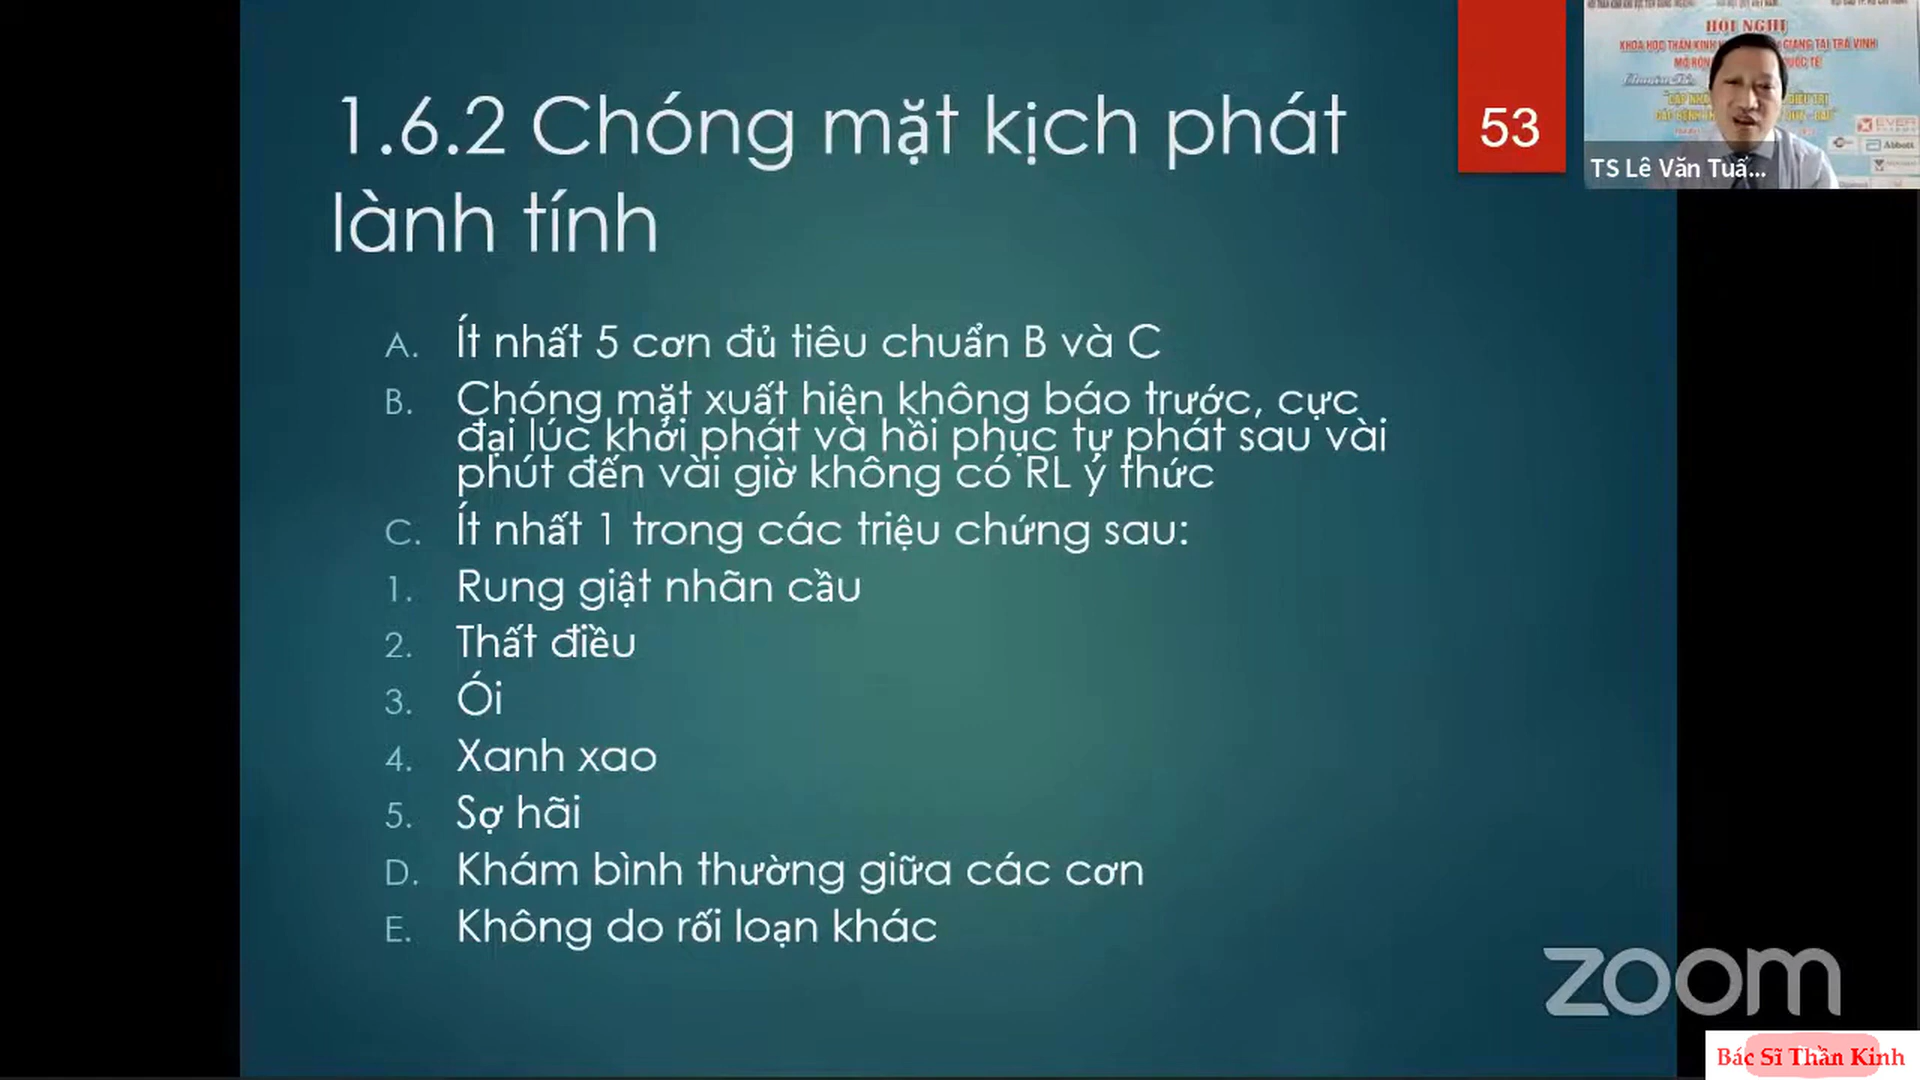 1.6.2 Chóng mặt kịch phát
lành tính
53
HỘI NGHỊ
TS Lê Văn Tuấ...
EVER
Abbott
A. Ít nhất 5 cơn đủ tiêu chuẩn B và C
B. Chóng mặt xuất hiện không báo trước, cực
đại lúc khởi phát và hồi phục tự phát sau vài
phút đến vài giờ không có RL ý thức
C. Ít nhất 1 trong các triệu chứng sau:
1. Rung giật nhãn cầu
2. Thất điều
3. Ói
4. Xanh xao
5. Sợ hãi
D. Khám bình thường giữa các cơn
E. Không do rối loạn khác
zoom
Bác Sĩ Thần Kinh